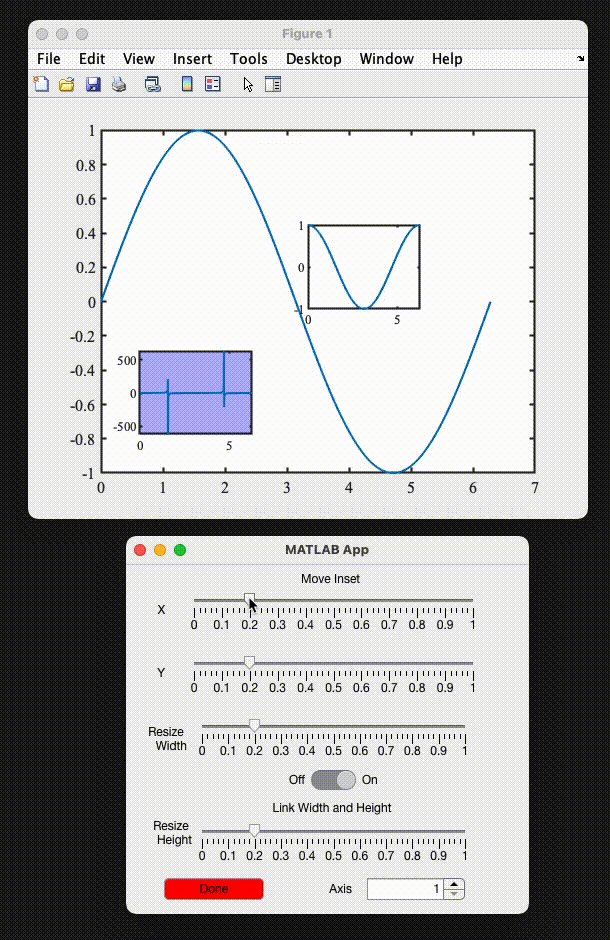 Figure 1
File Edit View Insert Tools Desktop Window Help
1
0.8
0.6
0.4
0.2
0
-0.2
-0.4
-0.6
-0.8
-1
0 1 2 3 4 5 6 7
1
0
-1
0 5
500
0
-500
0 5
MATLAB App
Move Inset
X
0 0.1 0.2 0.3 0.4 0.5 0.6 0.7 0.8 0.9 1
Y
0 0.1 0.2 0.3 0.4 0.5 0.6 0.7 0.8 0.9 1
Resize
Width
0 0.1 0.2 0.3 0.4 0.5 0.6 0.7 0.8 0.9 1
Off On
Link Width and Height
Resize
Height
0 0.1 0.2 0.3 0.4 0.5 0.6 0.7 0.8 0.9 1
Done Axis 1